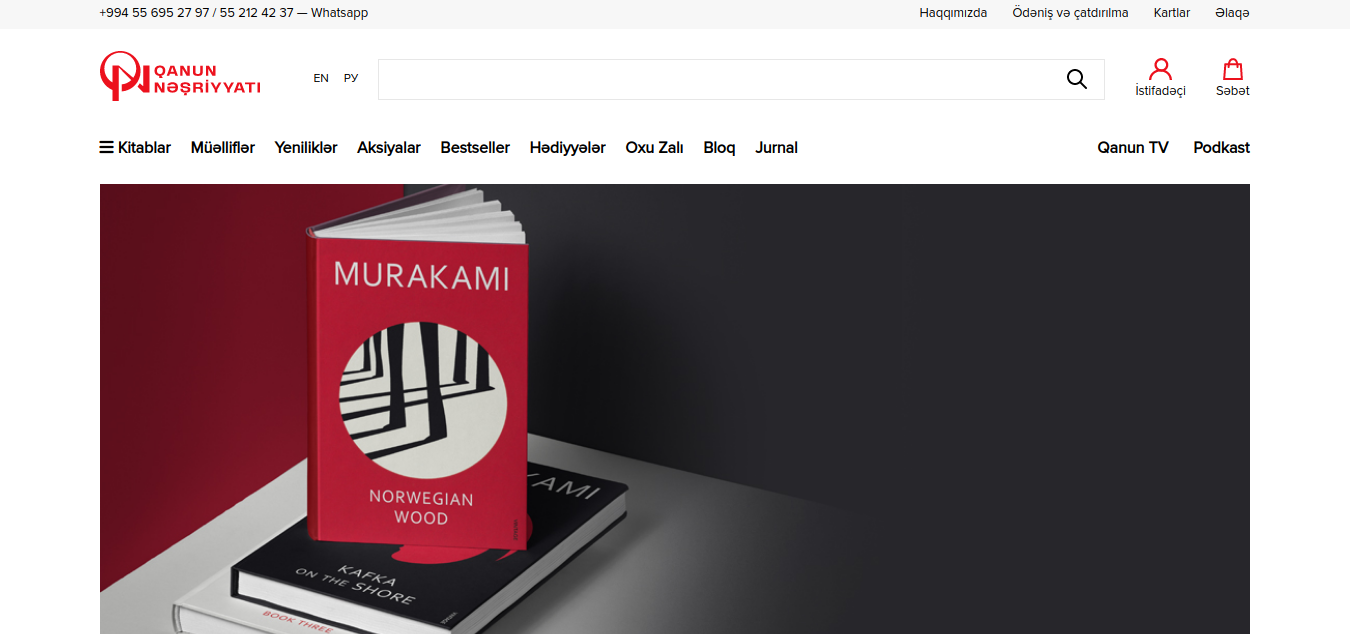 +994 55 695 27 97 / 55 212 42 37 — Whatsapp
Haqqımızda Ödəniş və çatdırılma Kartlar Əlaqə
QANUN
NƏŞRİYYATI
EN РУ
İstifadəçi
Səbət
Kitablar Müəlliflər Yeniliklər Aksiyalar Bestseller Hədiyyələr Oxu Zalı Bloq Jurnal Qanun TV Podkast
MURAKAMI
NORWEGIAN
WOOD
KAFKA
ON THE SHORE
BOOK THREE